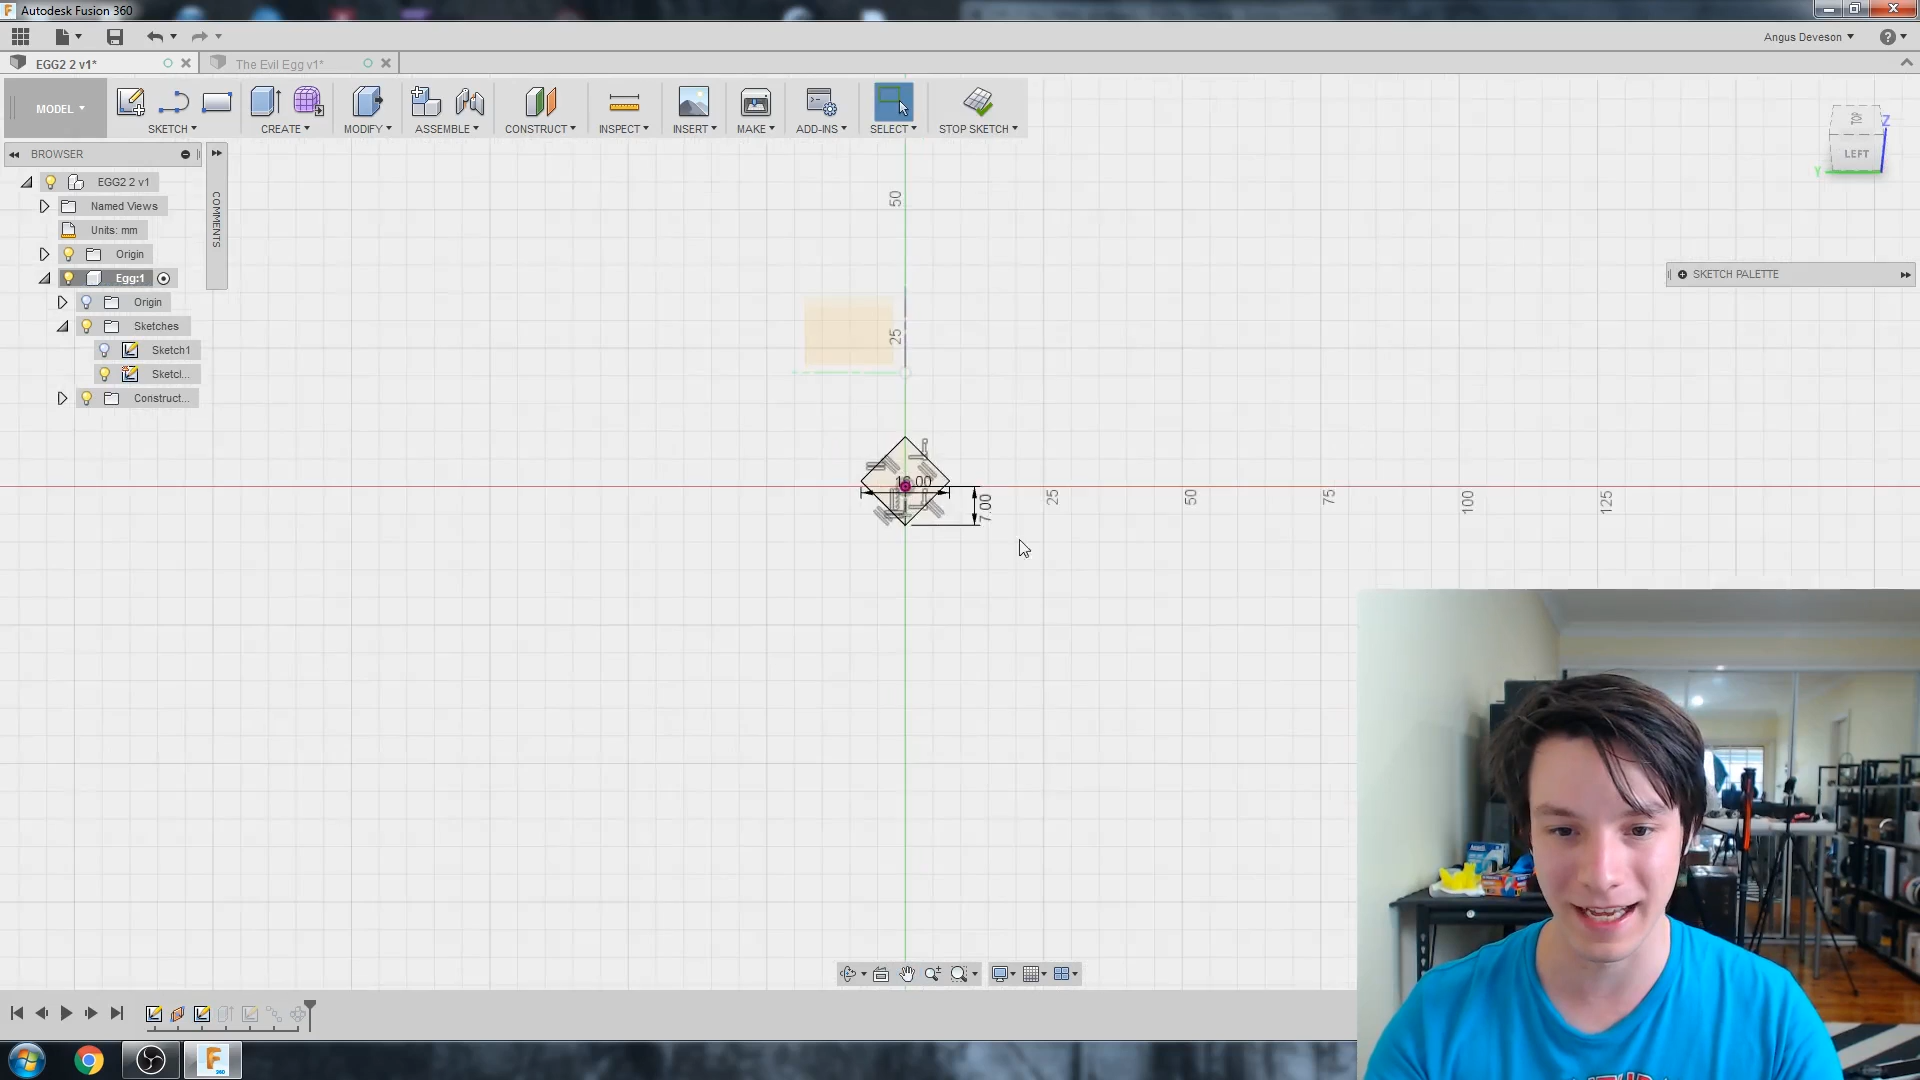 Autodesk Fusion 360
Angus Deveson
EGG2 2 v1*
The Evil Egg v1*
MODEL
SKETCH
CREATE
MODIFY
ASSEMBLE
CONSTRUCT
INSPECT
INSERT
MAKE
ADD-INS
SELECT
STOP SKETCH
TOP
Z
LEFT
Y
BROWSER
COMMENTS
EGG2 2 v1
Named Views
Units: mm
Origin
Egg:1
Origin
Sketches
Sketch1
Sketc...
Construct...
SKETCH PALETTE
50
25
7.00
25
50
75
100
125